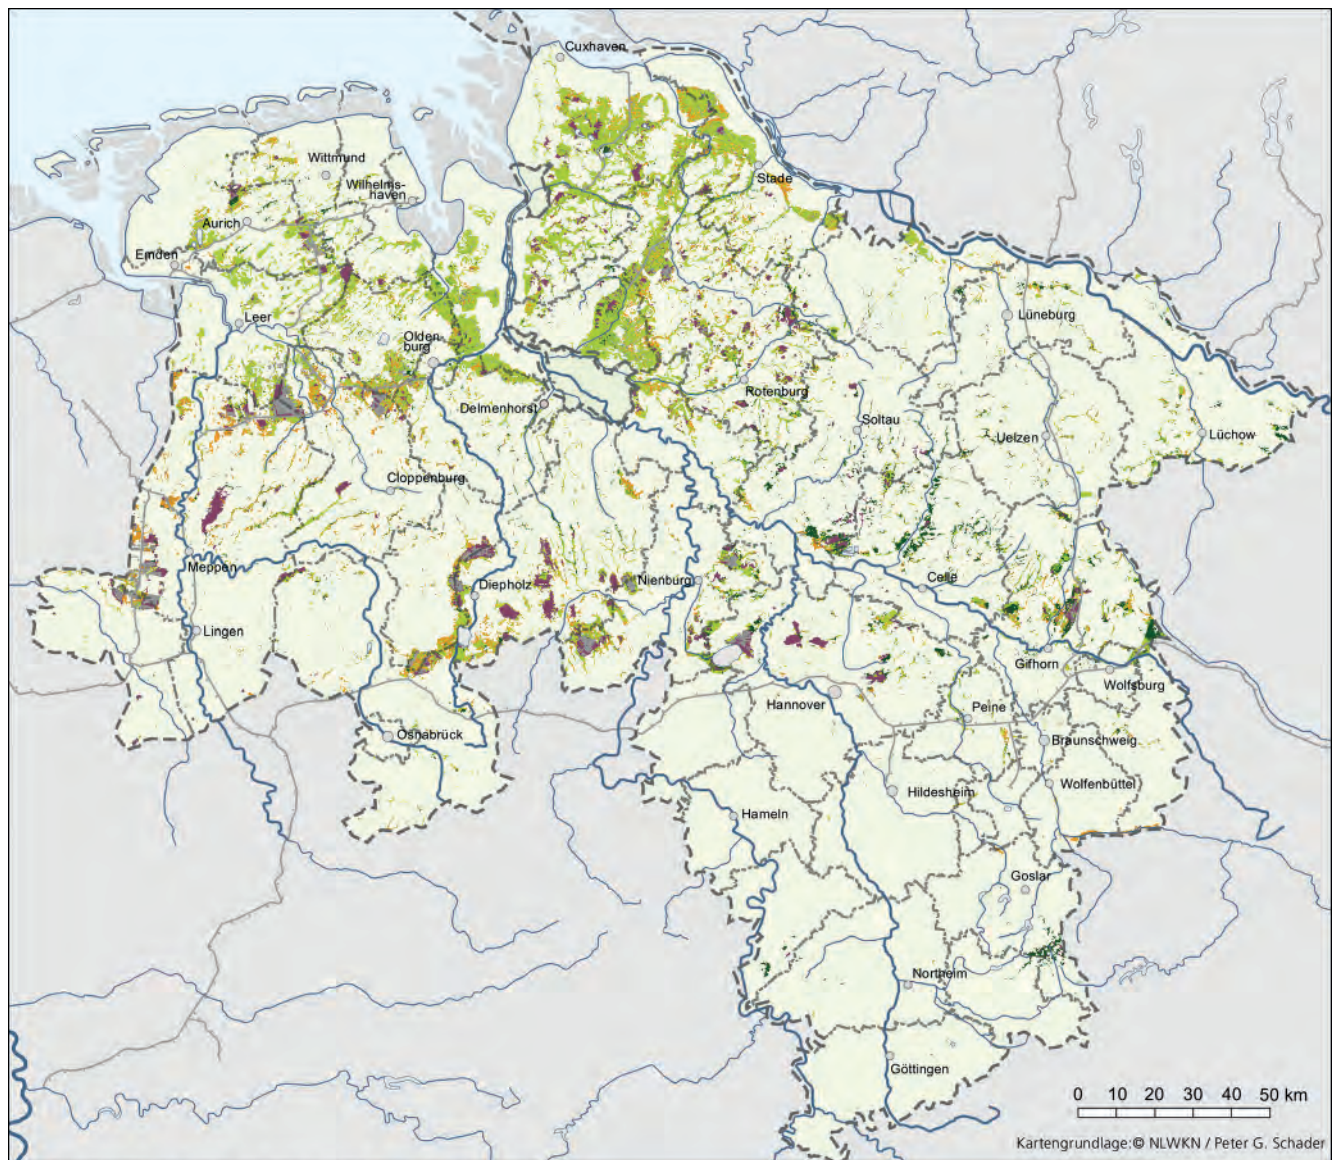 Cuxhaven
Wittmund
Wilhelms-
haven
Stade
Aurich
Emden
Leer
Lüneburg
Olden
burg
Delmenhorst
Rotenburg
Soltau
Uelzen
Lüchow
Cloppenburg
Meppen
Diepholz
Nienburg
Celle
Lingen
Gifhorn
Wolfsburg
Hannover
Peine
Osnabrück
Braunschweig
Hildesheim
Wolfenbüttel
Hameln
Goslar
Northeim
Göttingen
0 10 20 30 40 50 km
Kartengrundlage:© NLWKN / Peter G. Schader